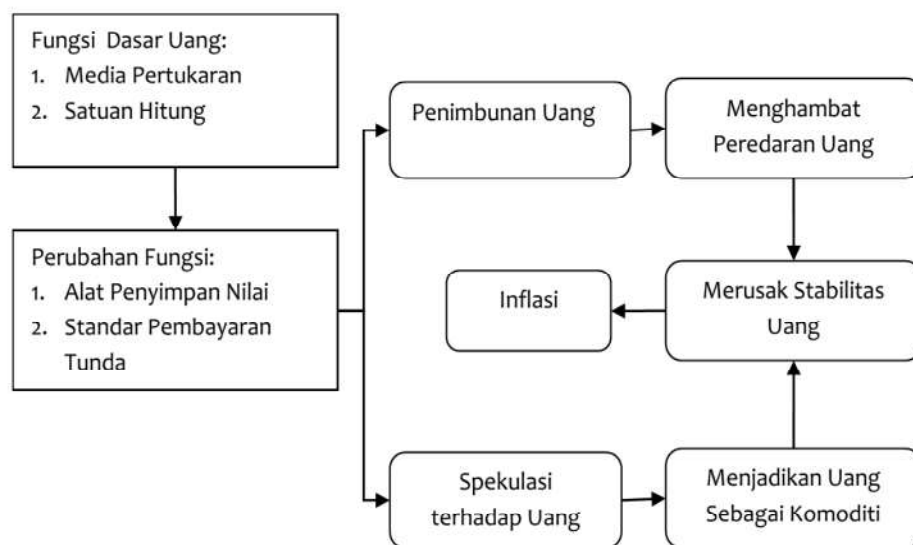 Fungsi Dasar Uang:
1. Media Pertukaran
2. Satuan Hitung
Perubahan Fungsi:
1. Alat Penyimpan Nilai
2. Standar Pembayaran
Tunda
Penimbunan Uang
Menghambat
Peredaran Uang
Inflasi
Merusak Stabilitas
Uang
Spekulasi
terhadap Uang
Menjadikan Uang
Sebagai Komoditi